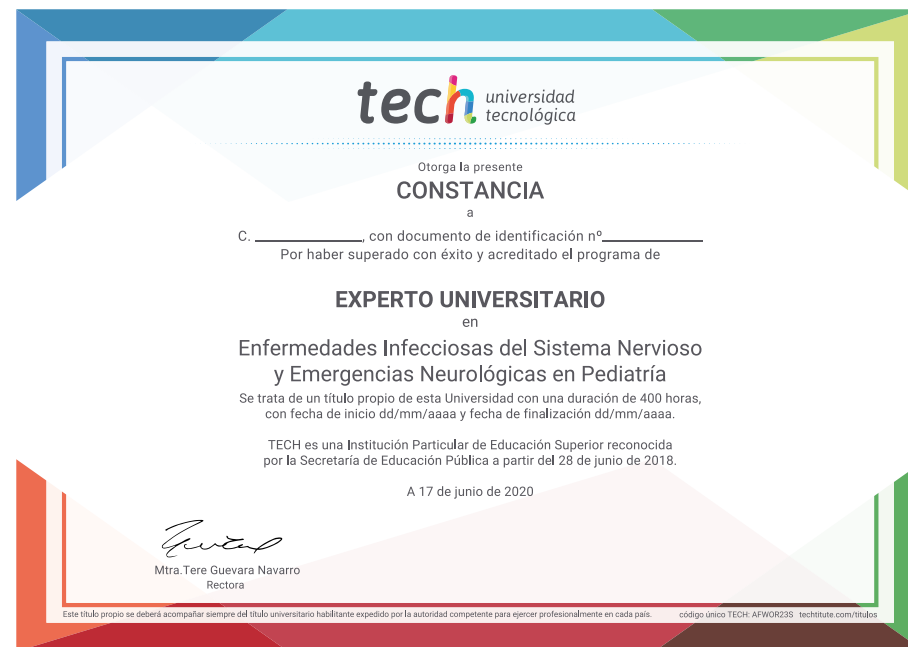 tech universidad
tecnológica
Otorga la presente
CONSTANCIA
a
C. ____________, con documento de identificación nº____________
Por haber superado con éxito y acreditado el programa de
EXPERTO UNIVERSITARIO
en
Enfermedades Infecciosas del Sistema Nervioso
y Emergencias Neurológicas en Pediatría
Se trata de un título propio de esta Universidad con una duración de 400 horas,
con fecha de inicio dd/mm/aaaa y fecha de finalización dd/mm/aaaa.
TECH es una Institución Particular de Educación Superior reconocida
por la Secretaría de Educación Pública a partir del 28 de junio de 2018.
A 17 de junio de 2020
Mtra.Tere Guevara Navarro
Rectora
Este título propio se deberá acompañar siempre del título universitario habilitante expedido por la autoridad competente para ejercer profesionalmente en cada país. código único TECH: AFWOR23S techtitute.com/titulos